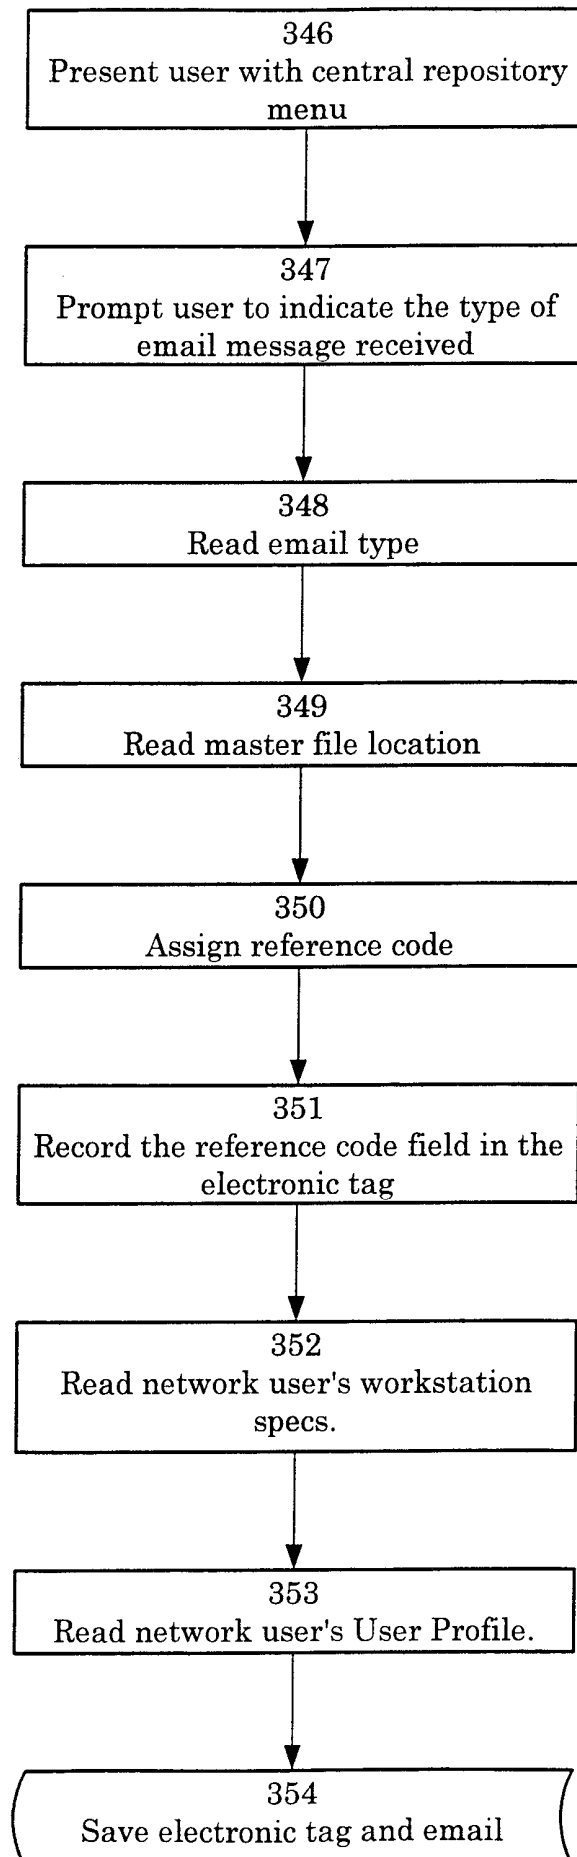 346
Present user with central repository
menu
347
Prompt user to indicate the type of
email message received
348
Read email type
349
Read master file location
350
Assign reference code
351
Record the reference code field in the
electronic tag
352
Read network user's workstation
specs.
353
Read network user's User Profile.
354
Save electronic tag and email